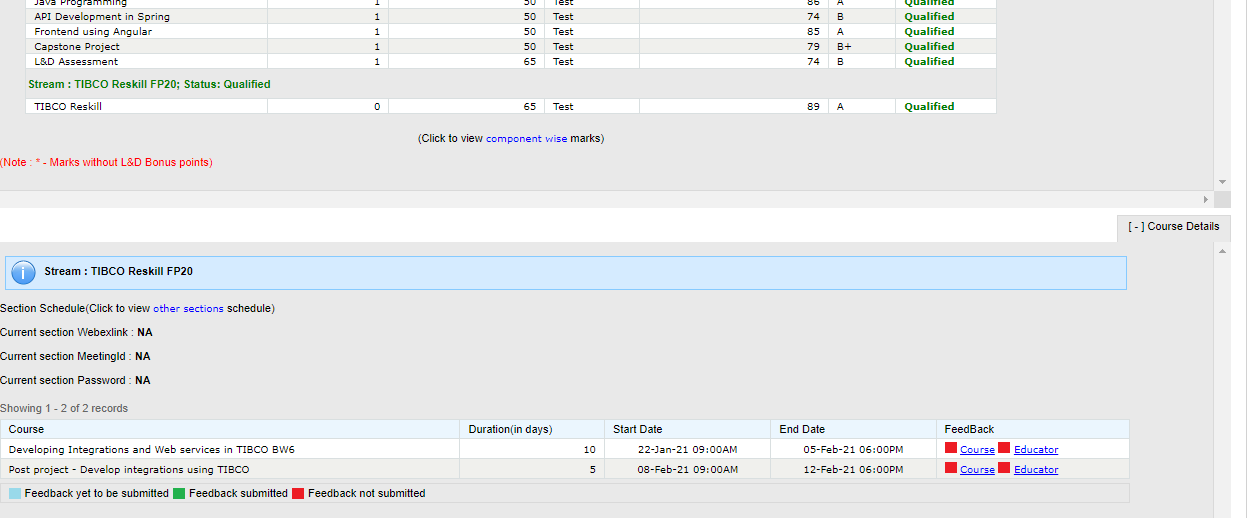 Java Programming 1 50 Test 86 A Qualified
API Development in Spring 1 50 Test 74 B Qualified
Frontend using Angular 1 50 Test 85 A Qualified
Capstone Project 1 50 Test 79 B+ Qualified
L&D Assessment 1 65 Test 74 B Qualified
Stream : TIBCO Reskill FP20; Status: Qualified
TIBCO Reskill 0 65 Test 89 A Qualified
(Click to view component wise marks)
(Note : * - Marks without L&D Bonus points)
[ - ] Course Details
i Stream : TIBCO Reskill FP20
Section Schedule(Click to view other sections schedule)
Current section Webexlink : NA
Current section MeetingId : NA
Current section Password : NA
Showing 1 - 2 of 2 records
Course Duration(in days) Start Date End Date FeedBack
Developing Integrations and Web services in TIBCO BW6 10 22-Jan-21 09:00AM 05-Feb-21 06:00PM Course Educator
Post project - Develop integrations using TIBCO 5 08-Feb-21 09:00AM 12-Feb-21 06:00PM Course Educator
Feedback yet to be submitted Feedback submitted Feedback not submitted